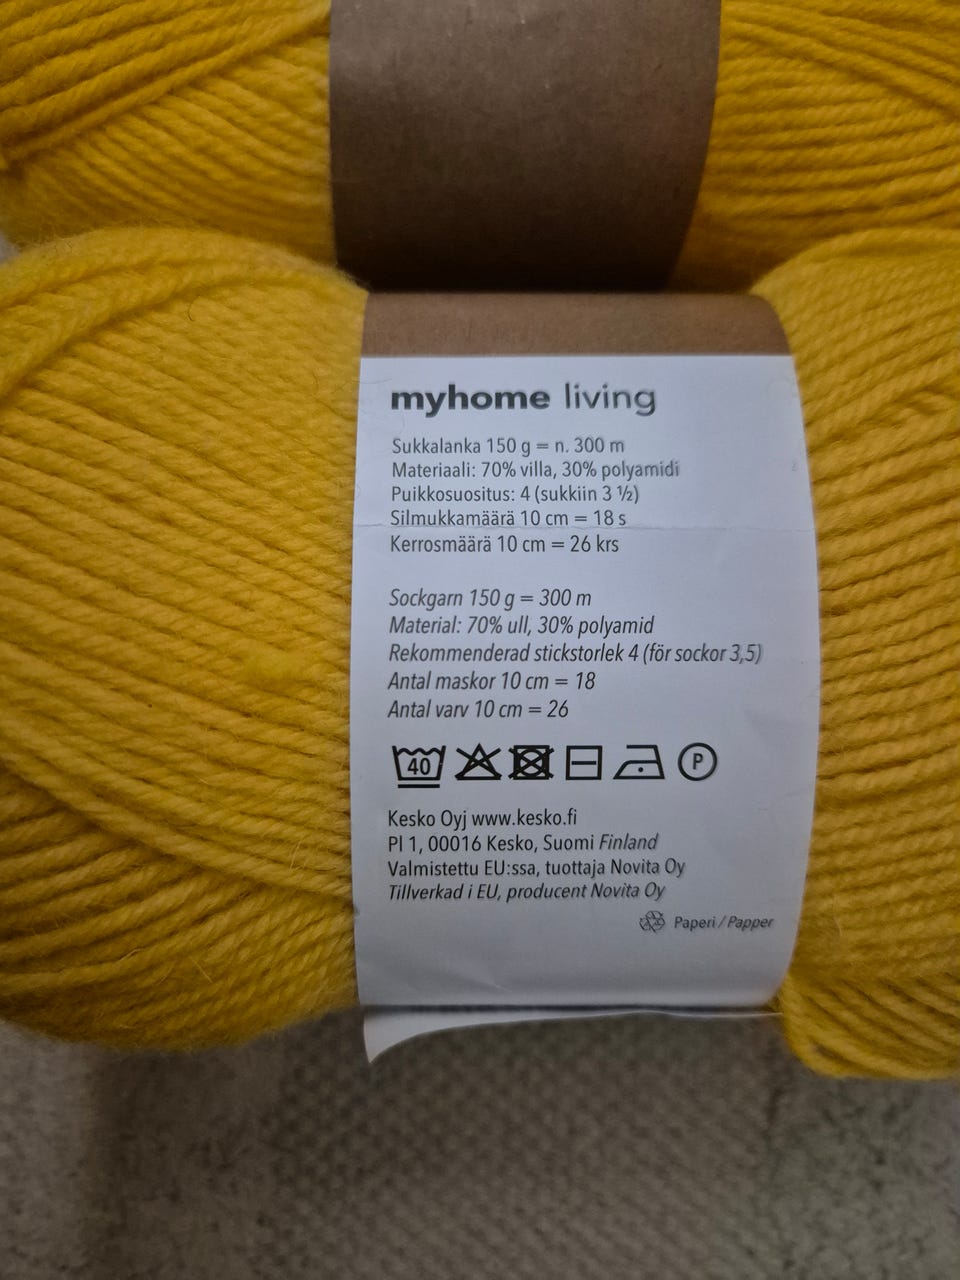 myhome living
Sukkalanka 150 g = n. 300 m
Materiaali: 70% villa, 30% polyamidi
Puikkosuositus: 4 (sukkiin 3 ½)
Silmukkamäärä 10 cm = 18 s
Kerrosmäärä 10 cm = 26 krs
Sockgarn 150 g = 300 m
Material: 70% ull, 30% polyamid
Rekommenderad stickstorlek 4 (för sockor 3,5)
Antal maskor 10 cm = 18
Antal varv 10 cm = 26
40 P
Kesko Oyj www.kesko.fi
Pl 1, 00016 Kesko, Suomi Finland
Valmistettu EU:ssa, tuottaja Novita Oy
Tillverkad i EU, producent Novita Oy
Paperi / Papper